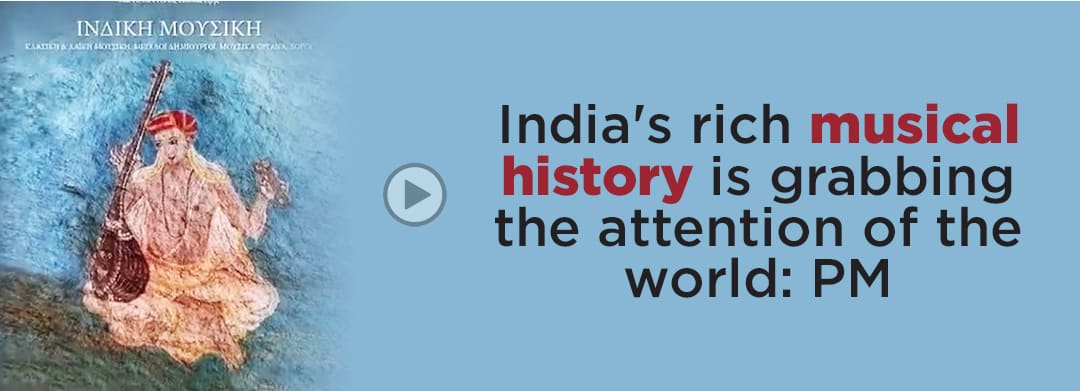 ΙΝΔΙΚΗ ΜΟΥΣΙΚΗ
ΚΛΑΣΙΚΗ & ΛΑΪΚΗ ΜΟΥΣΙΚΗ, ΜΕΓΑΛΟΙ ΔΗΜΙΟΥΡΓΟΙ, ΜΟΥΣΙΚΑ ΟΡΓΑΝΑ, ΧΟΡΟΙ
India's rich musical
history is grabbing
the attention of the
world: PM